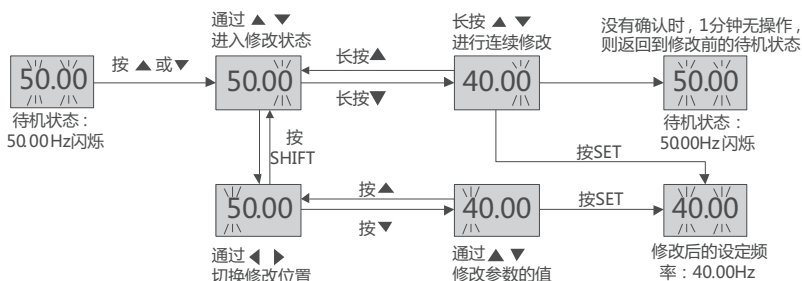 通过 ▲ ▼
进入修改状态
长按 ▲ ▼
进行连续修改
没有确认时，1分钟无操作，
则返回到修改前的待机状态
50.00
按 ▲ 或 ▼
50.00
长按▲
长按▼
40.00
50.00
待机状态：
50.00Hz闪烁
待机状态：
50.00Hz闪烁
按
SHIFT
按SET
50.00
按▲
按▼
40.00
按SET
40.00
通过 ◀ ▶
切换修改位置
通过 ▲ ▼
修改参数的值
修改后的设定频
率：40.00Hz